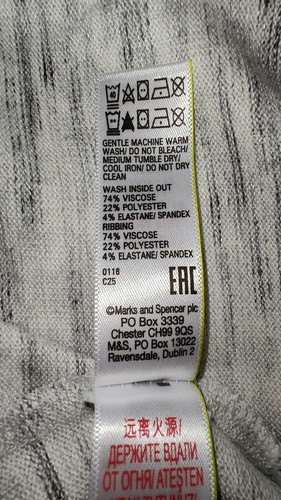 GENTLE MACHINE WARM
WASH/ DO NOT BLEACH/
MEDIUM TUMBLE DRY/
COOL IRON/ DO NOT DRY
CLEAN
WASH INSIDE OUT
74% VISCOSE
22% POLYESTER
4% ELASTANE/ SPANDEX
RIBBING
74% VISCOSE
22% POLYESTER
4% ELASTANE/ SPANDEX
0118
C25
EAC
©Marks and Spencer plc
PO Box 3339
Chester CH99 9QS
M&S, PO Box 13022
Ravensdale, Dublin 2
远离火源/
ДЕРЖИТЕ ВДАЛИ
ОТ ОГНЯ/ ATEŞTEN